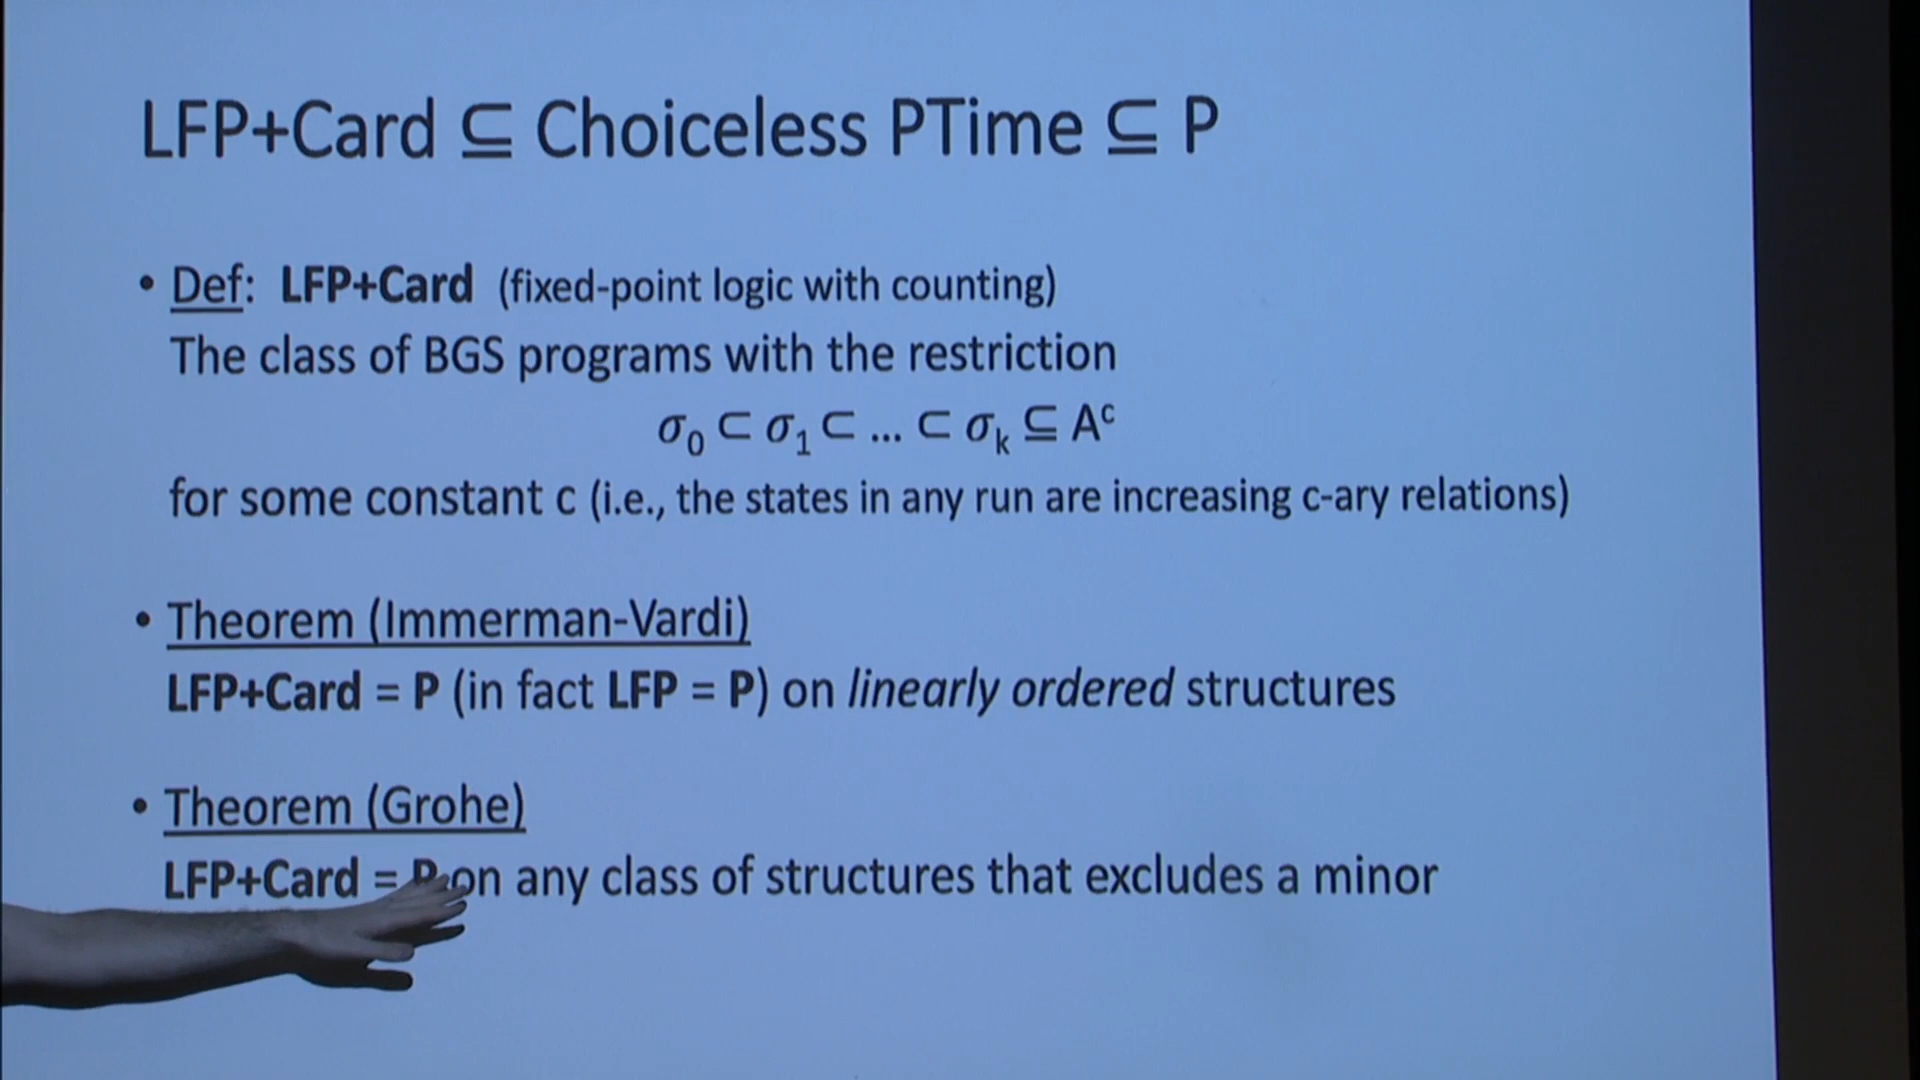 LFP+Card ⊆ Choiceless PTime ⊆ P
• Def: LFP+Card (fixed-point logic with counting)
The class of BGS programs with the restriction
σ₀ ⊂ σ₁ ⊂ ... ⊂ σₖ ⊆ Aᶜ
for some constant c (i.e., the states in any run are increasing c-ary relations)
• Theorem (Immerman-Vardi)
LFP+Card = P (in fact LFP = P) on linearly ordered structures
• Theorem (Grohe)
LFP+Card = P on any class of structures that excludes a minor